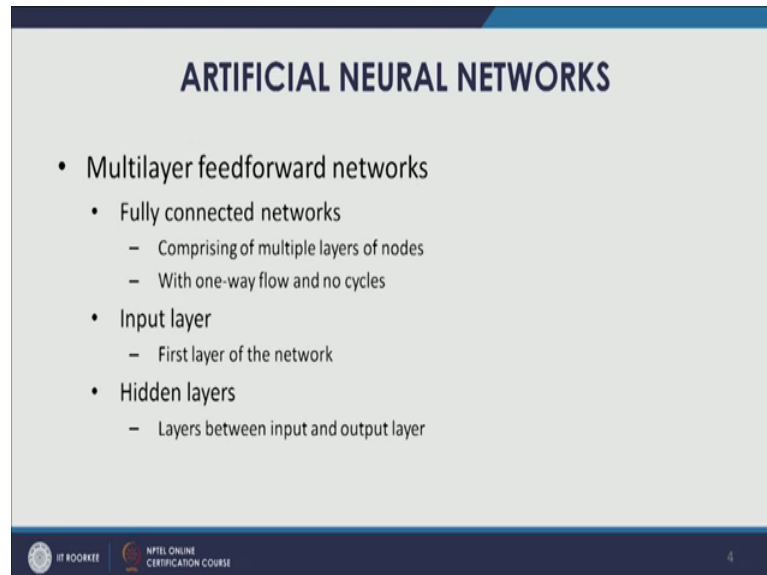 ARTIFICIAL NEURAL NETWORKS
• Multilayer feedforward networks
• Fully connected networks
– Comprising of multiple layers of nodes
– With one-way flow and no cycles
• Input layer
– First layer of the network
• Hidden layers
– Layers between input and output layer
IIT ROORKEE
NPTEL ONLINE
CERTIFICATION COURSE
4